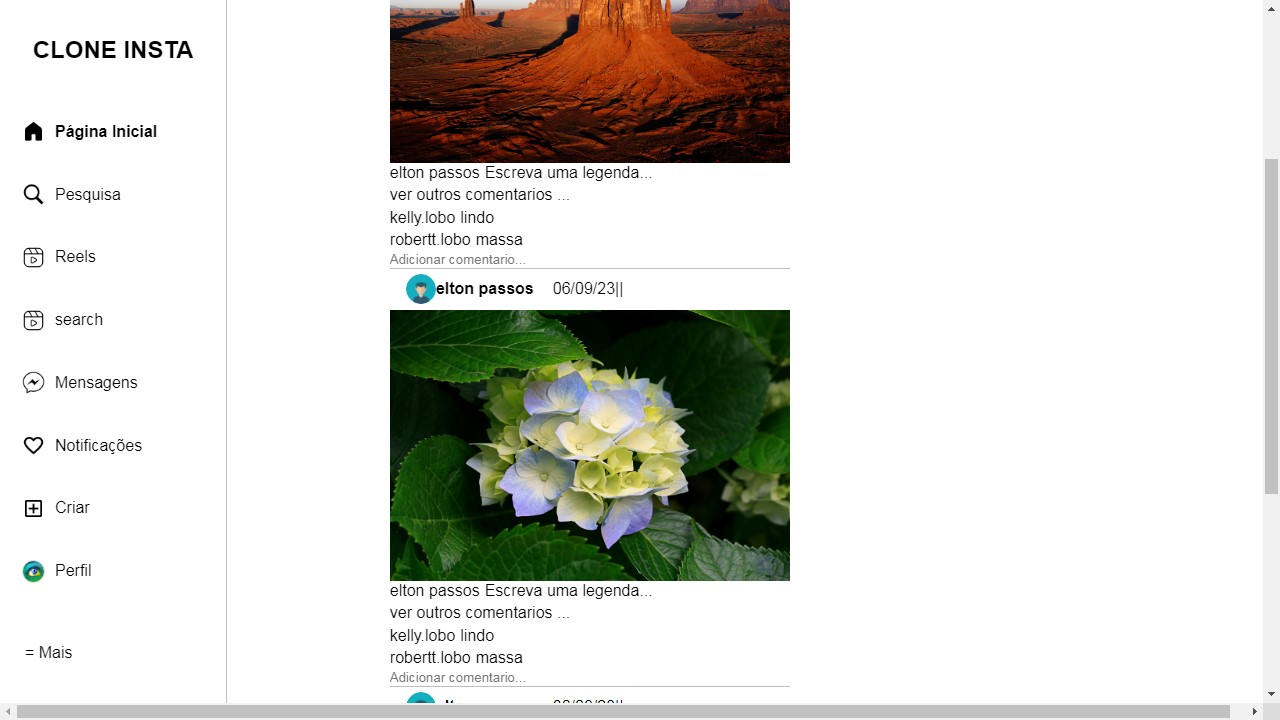 CLONE INSTA
Página Inicial
Pesquisa
Reels
search
Mensagens
Notificações
Criar
Perfil
= Mais
elton passos Escreva uma legenda...
ver outros comentarios ...
kelly.lobo lindo
robertt.lobo massa
Adicionar comentario...
elton passos 06/09/23||
elton passos Escreva uma legenda...
ver outros comentarios ...
kelly.lobo lindo
robertt.lobo massa
Adicionar comentario...